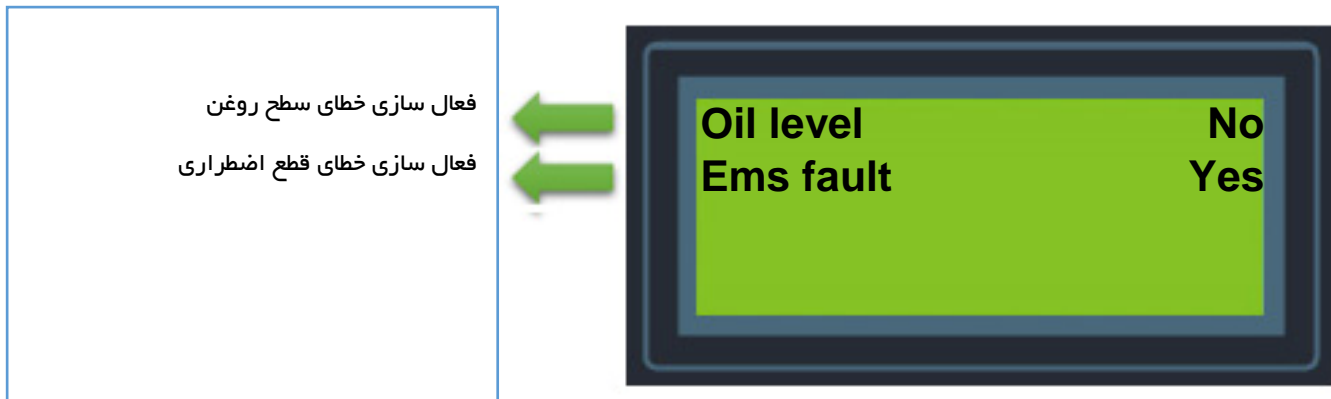 فعال سازی خطای سطح روغن
فعال سازی خطای قطع اضطراری
Oil level No
Ems fault Yes